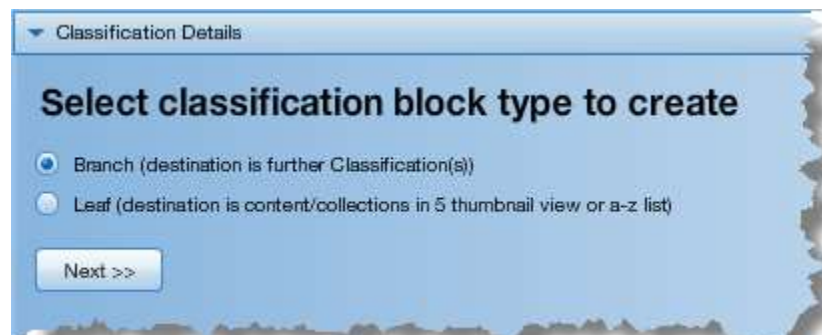 Classification Details
Select classification block type to create
Branch (destination is further Classification(s))
Leaf (destination is content/collections in 5 thumbnail view or a-z list)
Next >>